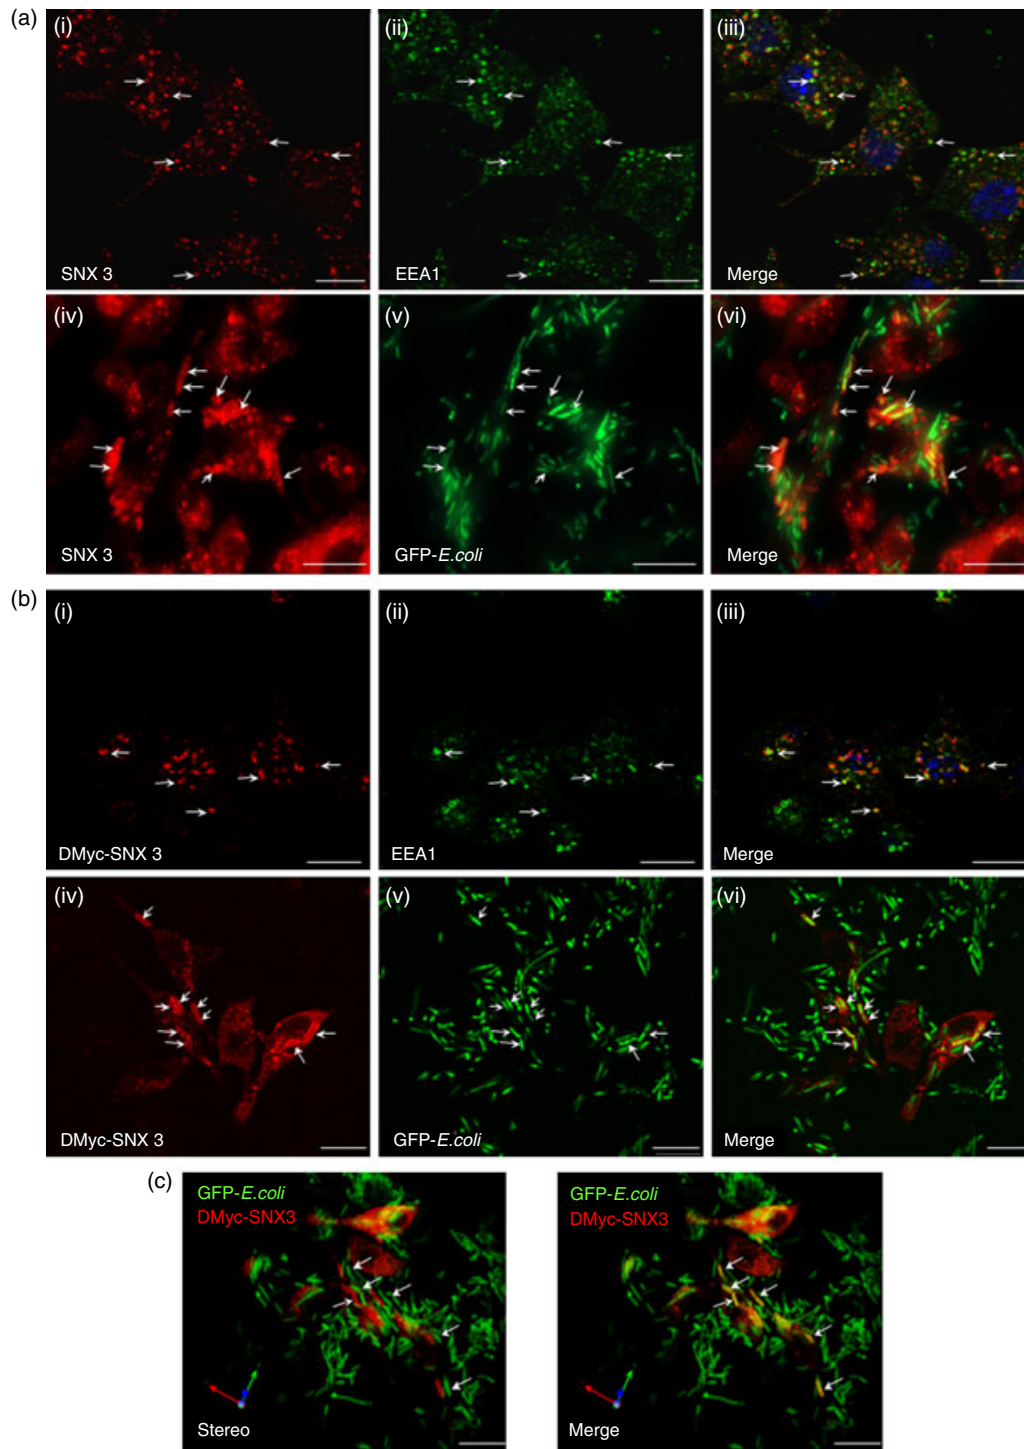 (a)
(i)
(ii)
(iii)
SNX 3
EEA1
Merge
(iv)
(v)
(vi)
SNX 3
GFP-E.coli
Merge
(b)
(i)
(ii)
(iii)
DMyc-SNX 3
EEA1
Merge
(iv)
(v)
(vi)
DMyc-SNX 3
GFP-E.coli
Merge
(c)
GFP-E.coli
DMyc-SNX3
Stereo
GFP-E.coli
DMyc-SNX3
Merge